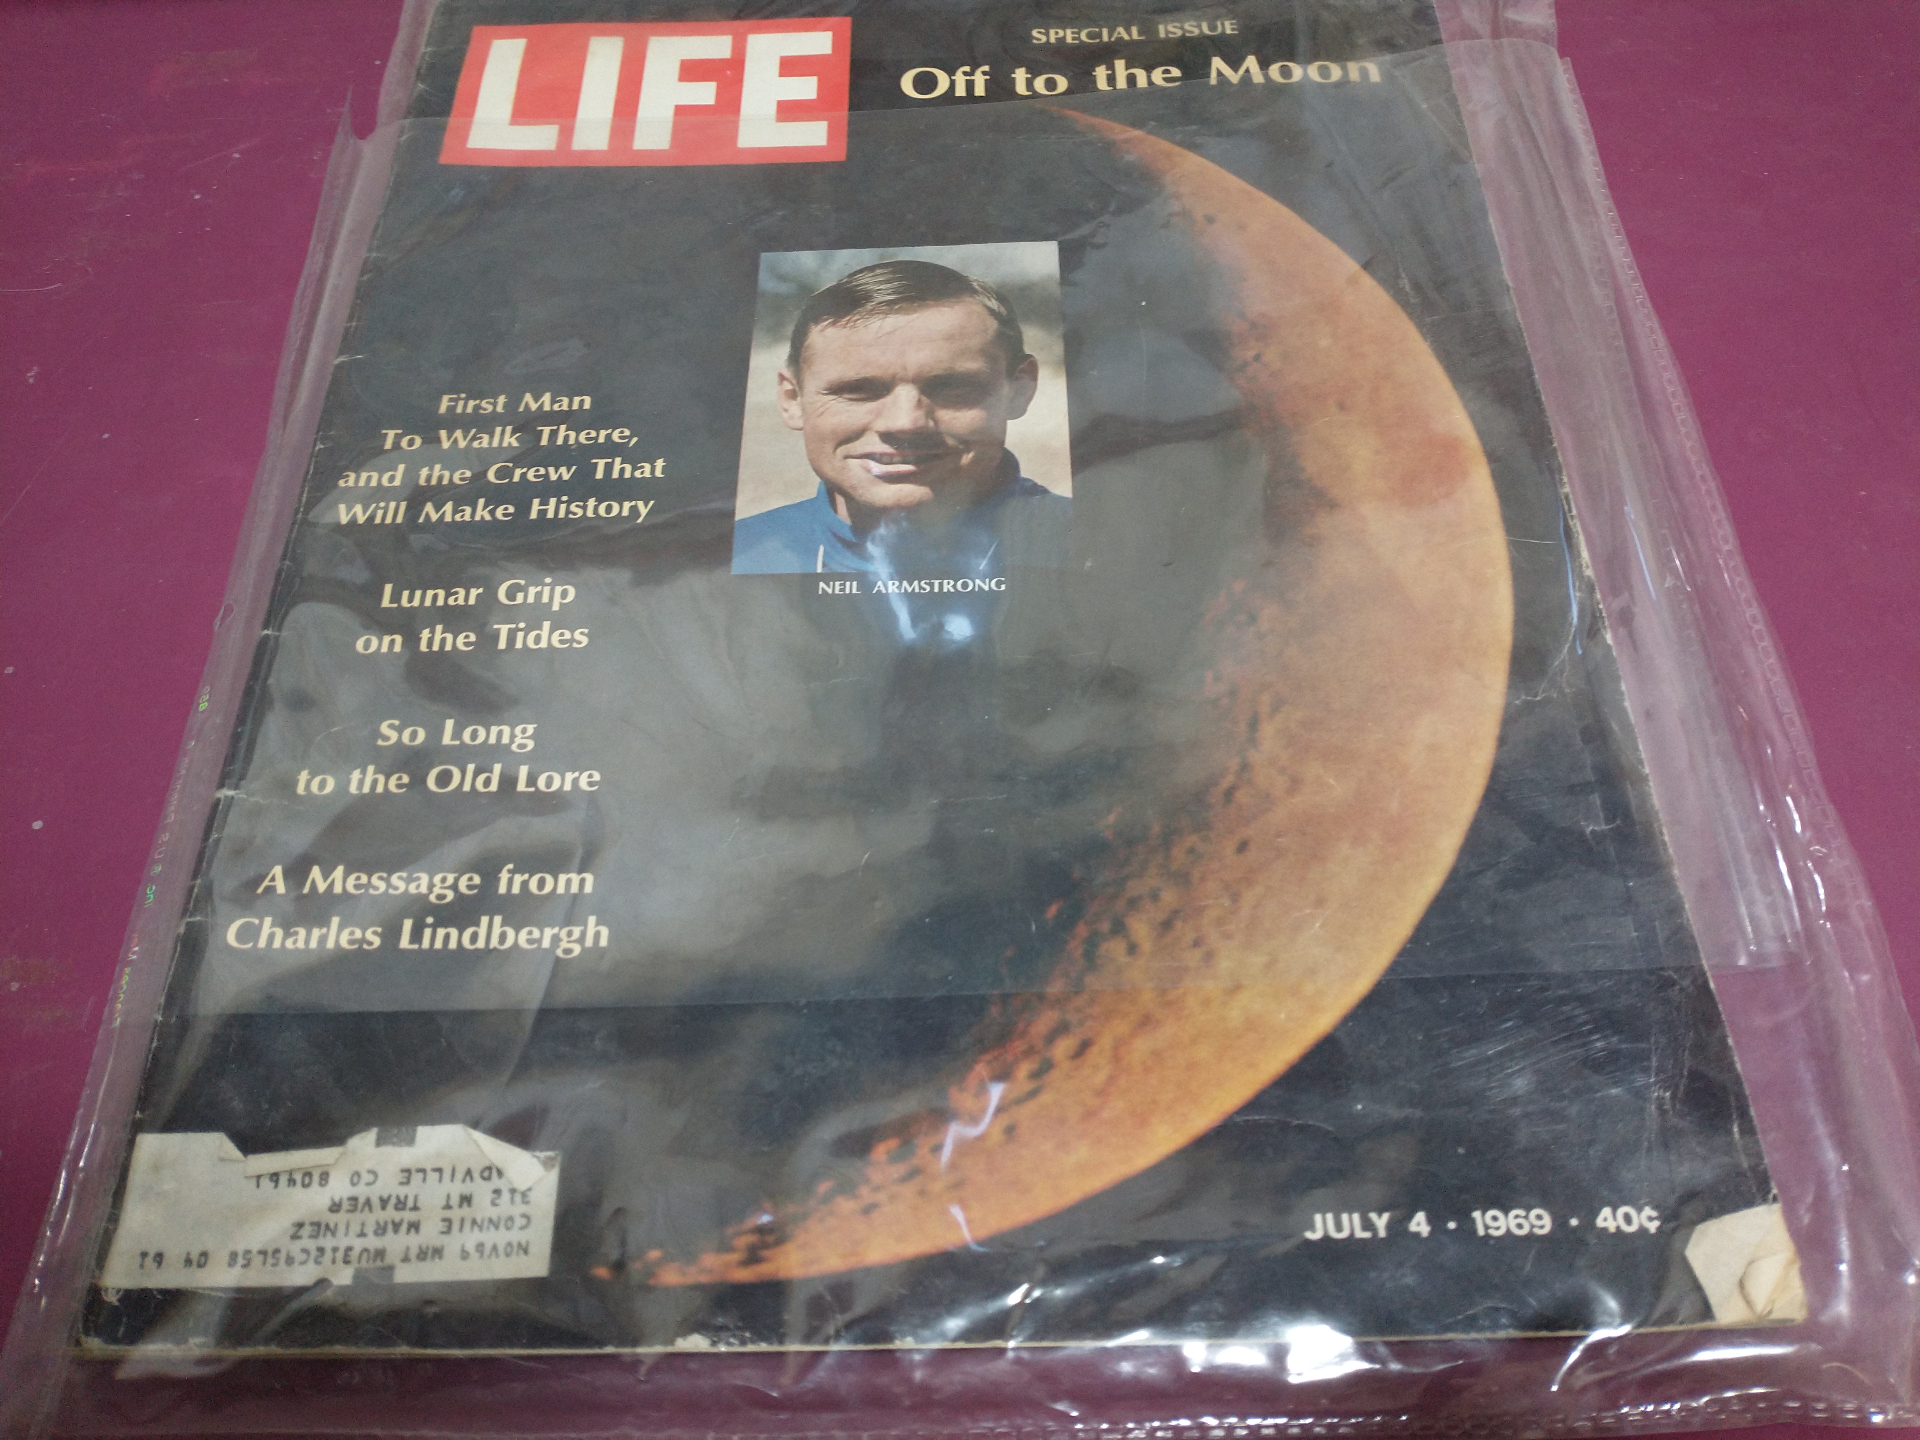 LIFE
SPECIAL ISSUE
Off to the Moon
First Man
To Walk There,
and the Crew That
Will Make History
NEIL ARMSTRONG
Lunar Grip
on the Tides
So Long
to the Old Lore
A Message from
Charles Lindbergh
NOV69 MRT MU312C95L58 04 61
CONNIE MARTINEZ
312 MT TRAVER
ADVILLE CO 80461
JULY 4 · 1969 · 40¢